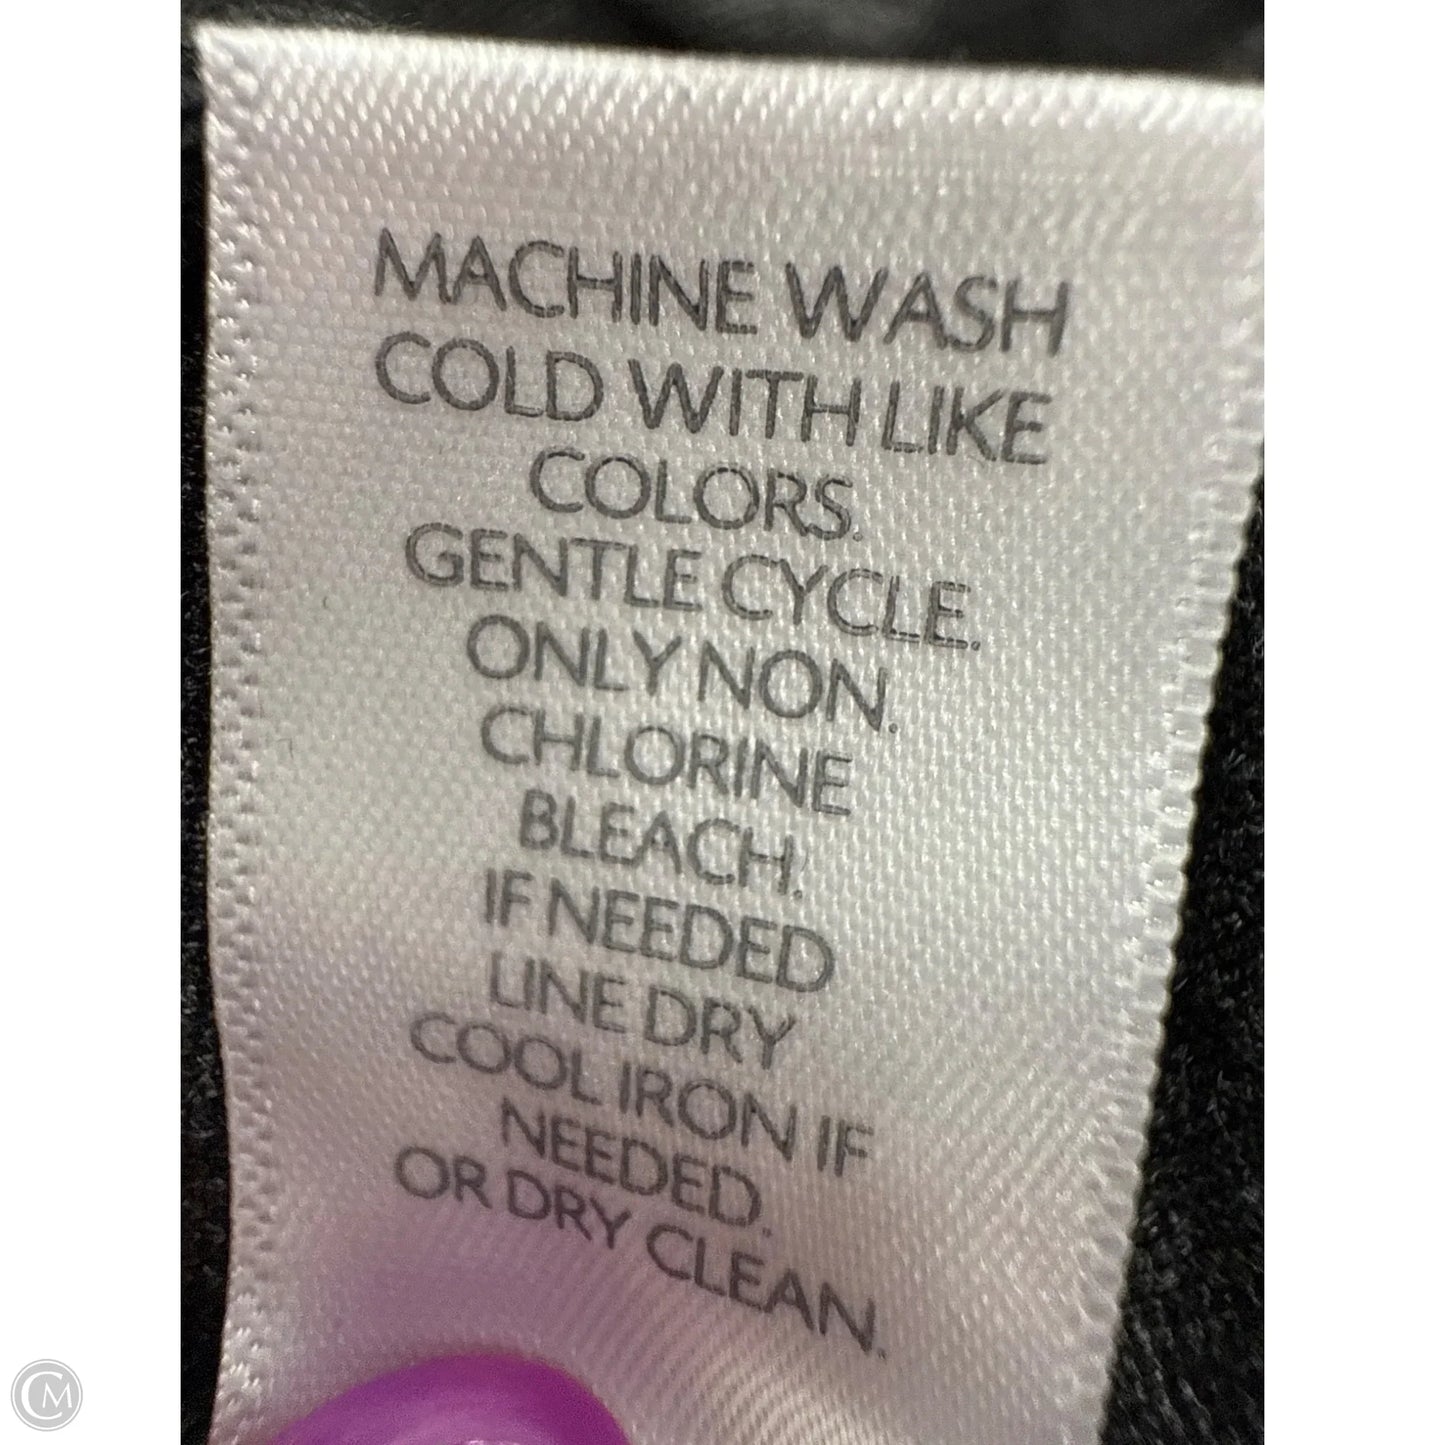 MACHINE WASH
COLD WITH LIKE
COLORS.
GENTLE CYCLE.
ONLY NON.
CHLORINE
BLEACH.
IF NEEDED
LINE DRY
COOL IRON IF
NEEDED.
OR DRY CLEAN.
CM